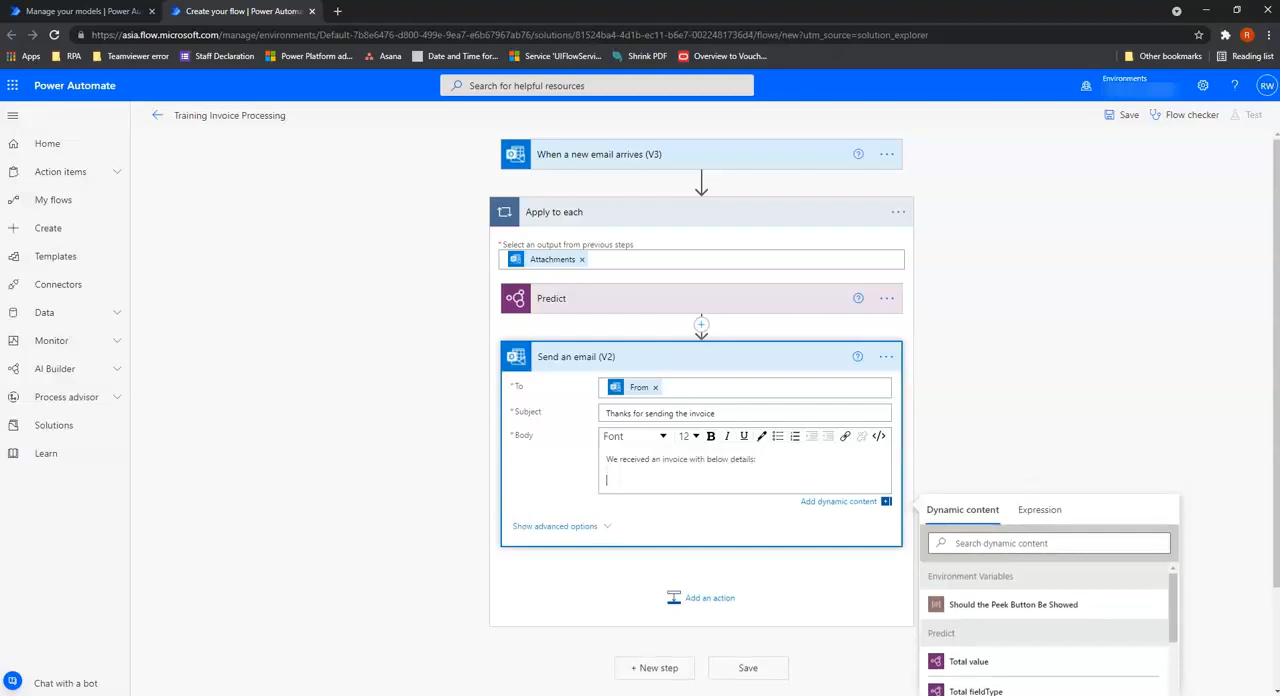 Manage your models | Power Auto
Create your flow | Power Automat
https://asia.flow.microsoft.com/manage/environments/Default-7b8e6476-d800-499e-9ea7-e6b67967ab76/solutions/81524ba4-4d1b-ec11-b6e7-0022481736d4/flows/new?utm_source=solution_explorer
R
Apps
RPA
Teamviewer error
Staff Declaration
Power Platform ad...
Asana
Date and Time for...
Service 'UIFlowServi...
Shrink PDF
Overview to Vouch...
Other bookmarks
Reading list
Power Automate
Search for helpful resources
Environments
RW
Training Invoice Processing
Save
Flow checker
Test
Home
Action items
My flows
Create
Templates
Connectors
Data
Monitor
AI Builder
Process advisor
Solutions
Learn
Chat with a bot
When a new email arrives (V3)
Apply to each
* Select an output from previous steps
Attachments
Predict
Send an email (V2)
* To
From
* Subject
Thanks for sending the invoice
* Body
Font 12 B I U </>
We received an invoice with below details:
Add dynamic content
Show advanced options
Add an action
+ New step
Save
Dynamic content
Expression
Search dynamic content
Environment Variables
Should the Peek Button Be Showed
Predict
Total value
Total fieldType